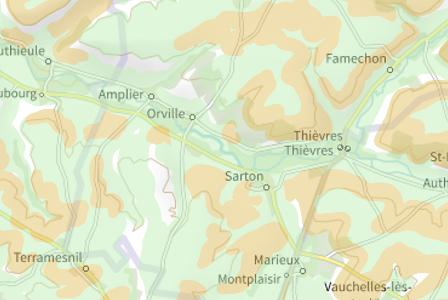 Famechon
uthieule
ubourg
Amplier
Orville
Thièvres
Thièvres
St-
Sarton
Auth
Terramesnil
Marieux
Montplaisir
Vauchelles-lès-